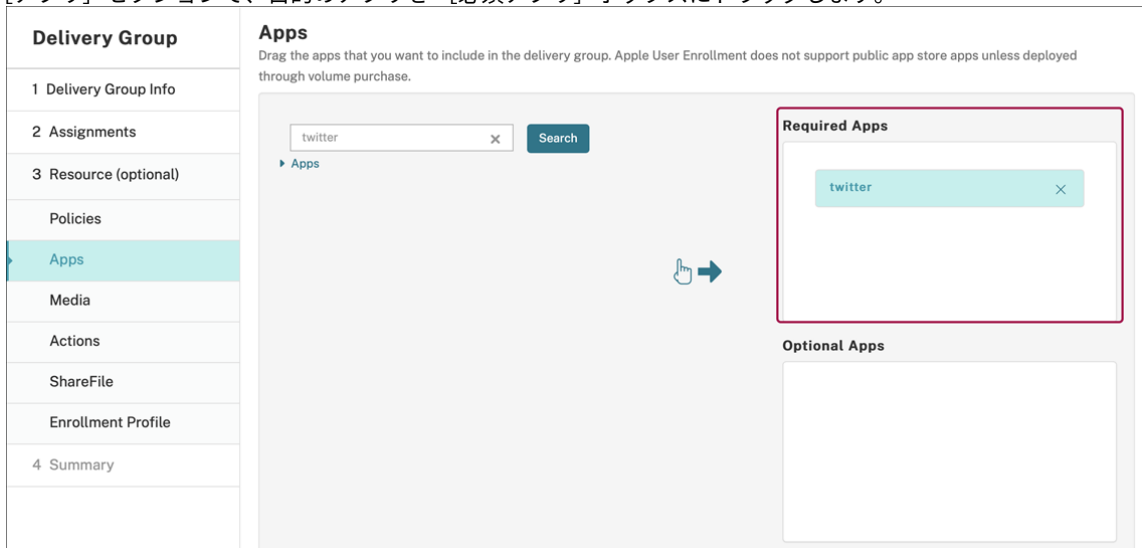 Delivery Group
1 Delivery Group Info
2 Assignments
3 Resource (optional)
Policies
Apps
Media
Actions
ShareFile
Enrollment Profile
4 Summary
Apps
Drag the apps that you want to include in the delivery group. Apple User Enrollment does not support public app store apps unless deployed
through volume purchase.
twitter
Search
Apps
Required Apps
twitter
Optional Apps